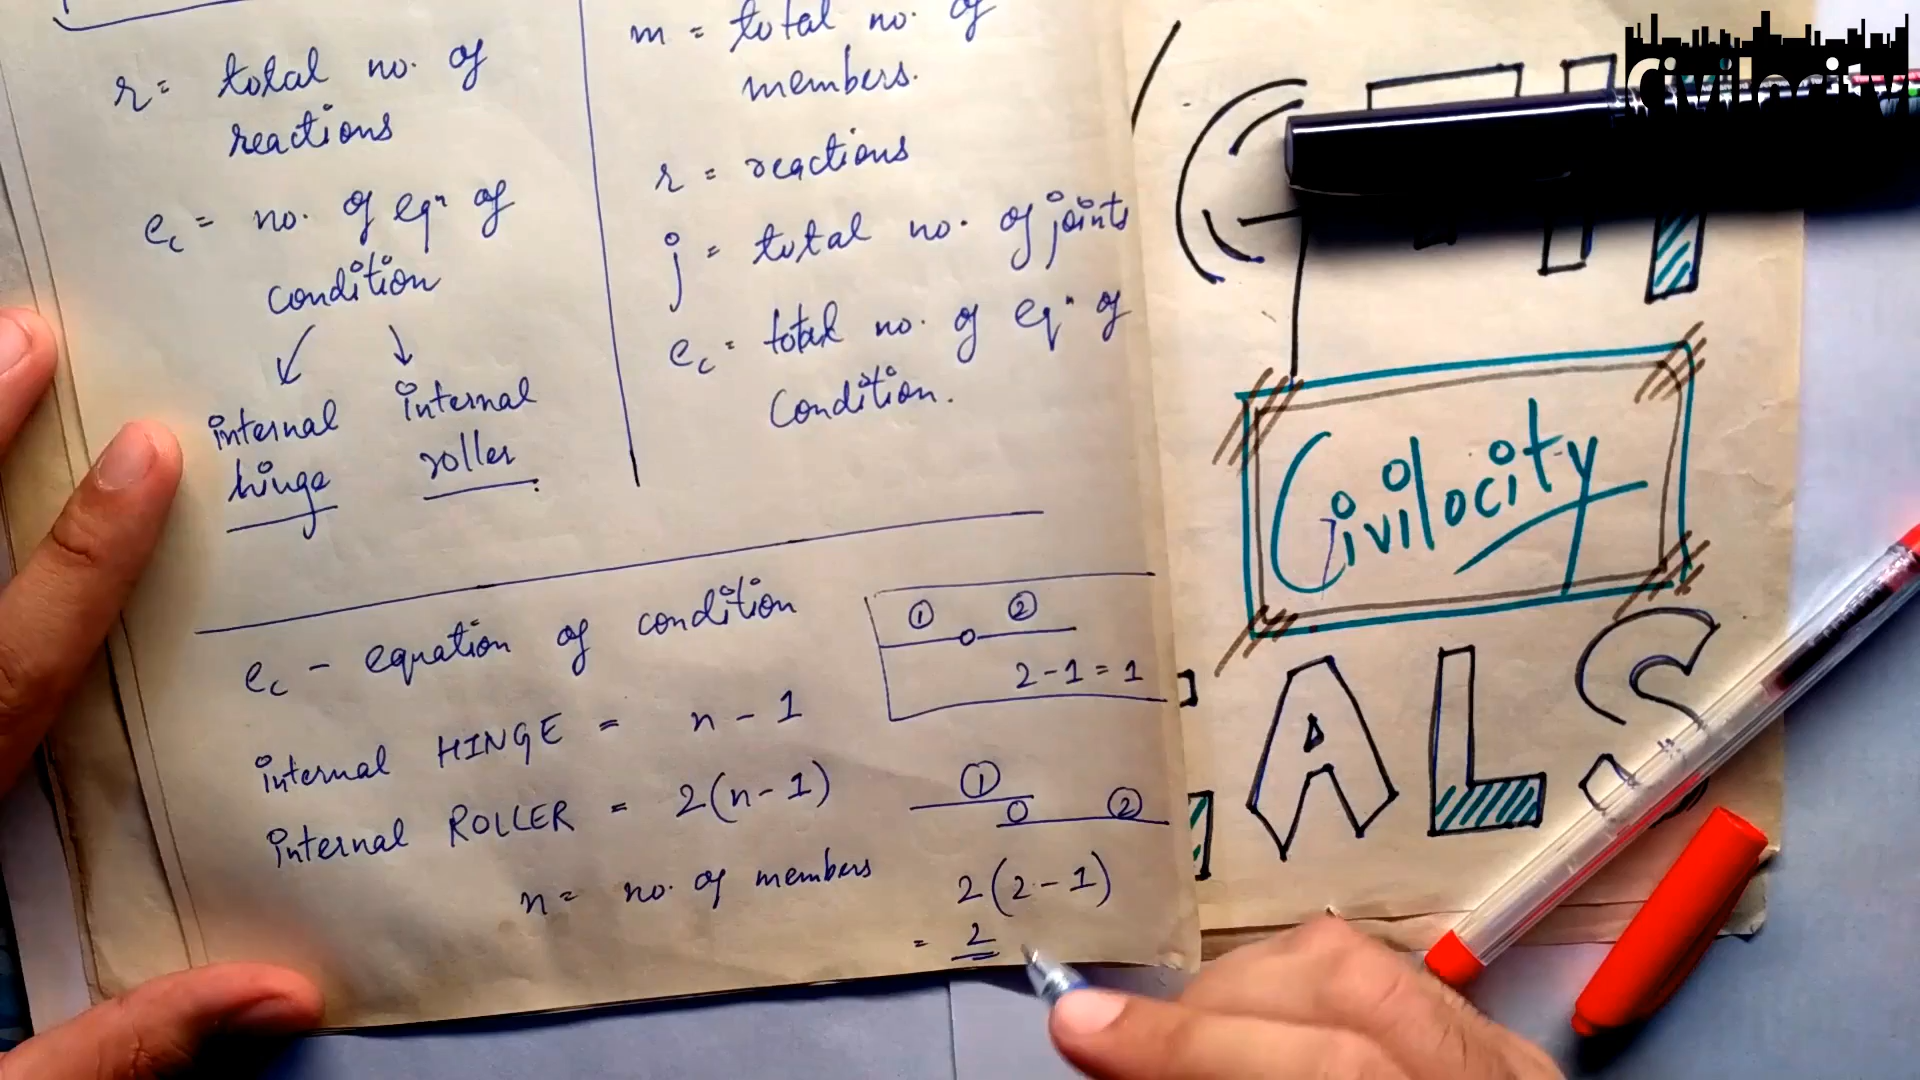 r = total no. of
reactions
ec = no. of eqn of
condition
internal
hinge
internal
roller
m = total no. of
members.
r = reactions
j = total no. of joints
ec = total no. of eqn of
Condition.
ec - equation of condition
internal HINGE = n - 1
internal ROLLER = 2(n-1)
n = no. of members
① ②
2-1 = 1
① ②
2(2-1)
= 2
Civilocity
Civilocity
ALS